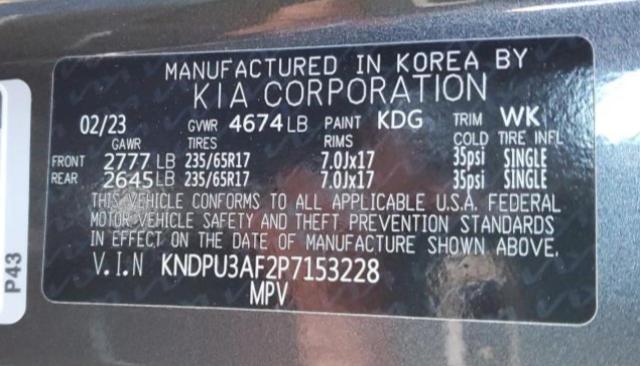 MANUFACTURED IN KOREA BY
KIA CORPORATION
02/23 GVWR 4674LB PAINT KDG TRIM WK
GAWR TIRES RIMS COLD TIRE INFL
FRONT 2777 LB 235/65R17 7.0Jx17 35psi SINGLE
REAR 2645 LB 235/65R17 7.0Jx17 35psi SINGLE
THIS VEHICLE CONFORMS TO ALL APPLICABLE U.S.A. FEDERAL
MOTOR VEHICLE SAFETY AND THEFT PREVENTION STANDARDS
IN EFFECT ON THE DATE OF MANUFACTURE SHOWN ABOVE.
V.I.N KNDPU3AF2P7153228
MPV
P43